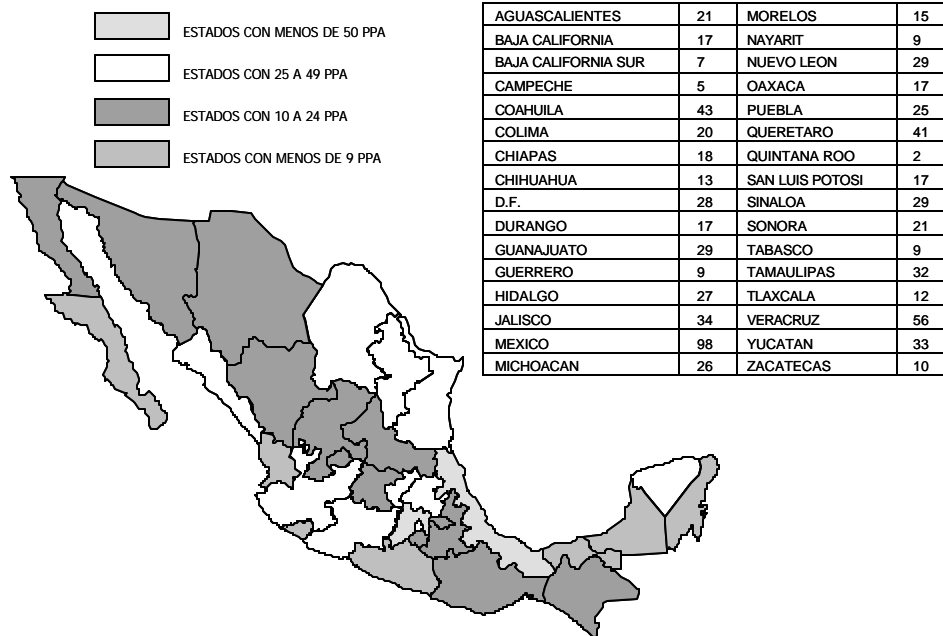 ESTADOS CON MENOS DE 50 PPA
ESTADOS CON 25 A 49 PPA
ESTADOS CON 10 A 24 PPA
ESTADOS CON MENOS DE 9 PPA
AGUASCALIENTES 21 MORELOS 15
BAJA CALIFORNIA 17 NAYARIT 9
BAJA CALIFORNIA SUR 7 NUEVO LEON 29
CAMPECHE 5 OAXACA 17
COAHUILA 43 PUEBLA 25
COLIMA 20 QUERETARO 41
CHIAPAS 18 QUINTANA ROO 2
CHIHUAHUA 13 SAN LUIS POTOSI 17
D.F. 28 SINALOA 29
DURANGO 17 SONORA 21
GUANAJUATO 29 TABASCO 9
GUERRERO 9 TAMAULIPAS 32
HIDALGO 27 TLAXCALA 12
JALISCO 34 VERACRUZ 56
MEXICO 98 YUCATAN 33
MICHOACAN 26 ZACATECAS 10